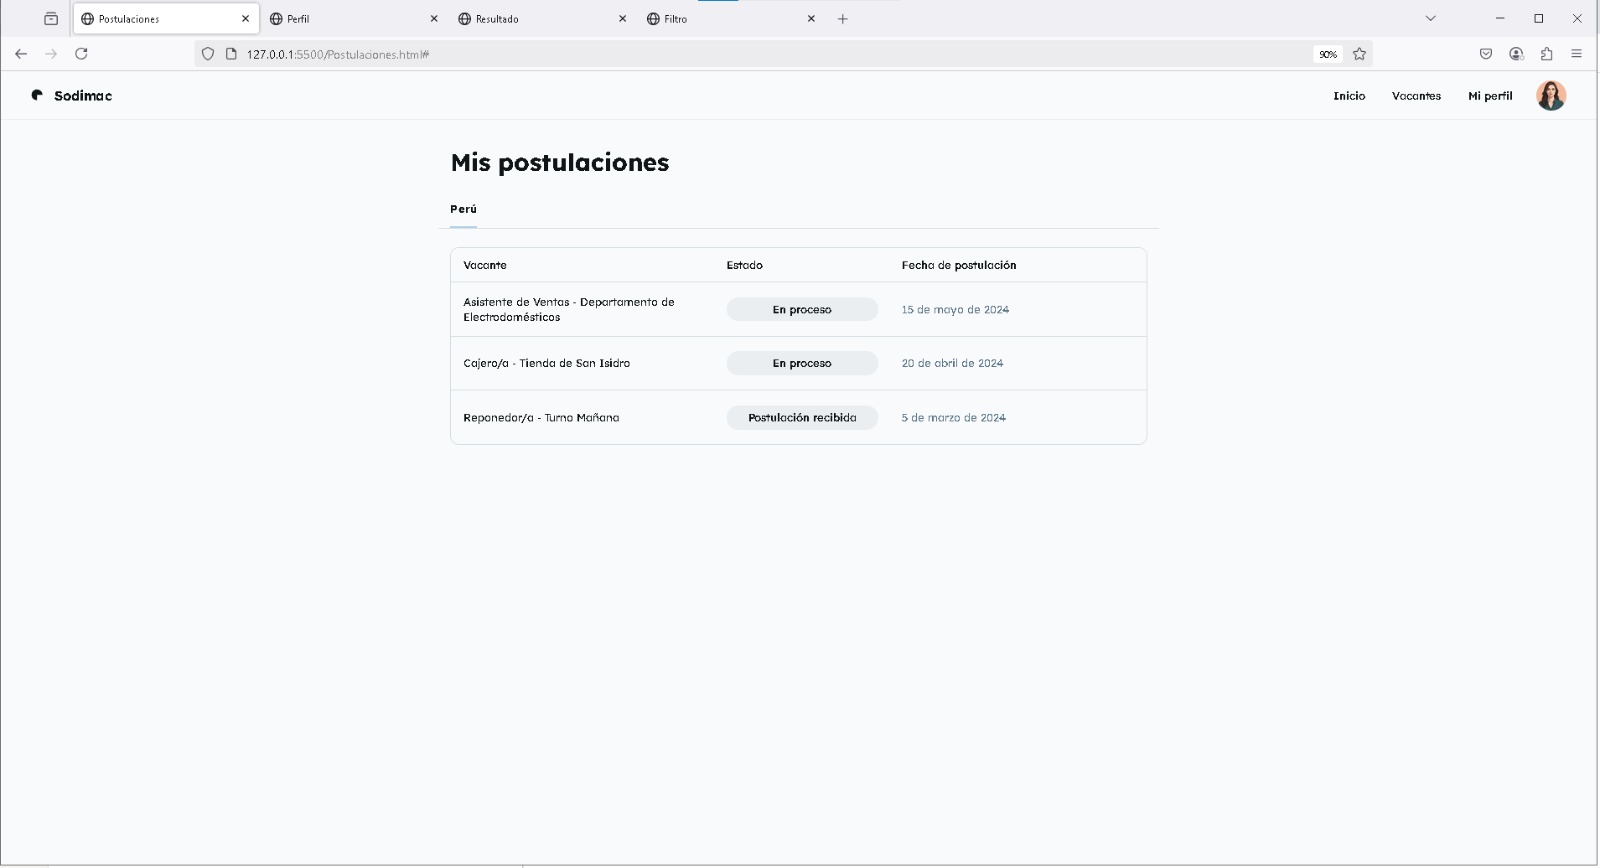 Postulaciones
Perfil
Resultado
Filtro
127.0.0.1:5500/Postulaciones.html#
90%
Sodimac
Inicio
Vacantes
Mi perfil
Mis postulaciones
Perú
Vacante
Estado
Fecha de postulación
Asistente de Ventas - Departamento de
Electrodomésticos
En proceso
15 de mayo de 2024
Cajero/a - Tienda de San Isidro
En proceso
20 de abril de 2024
Reponedor/a - Turno Mañana
Postulación recibida
5 de marzo de 2024